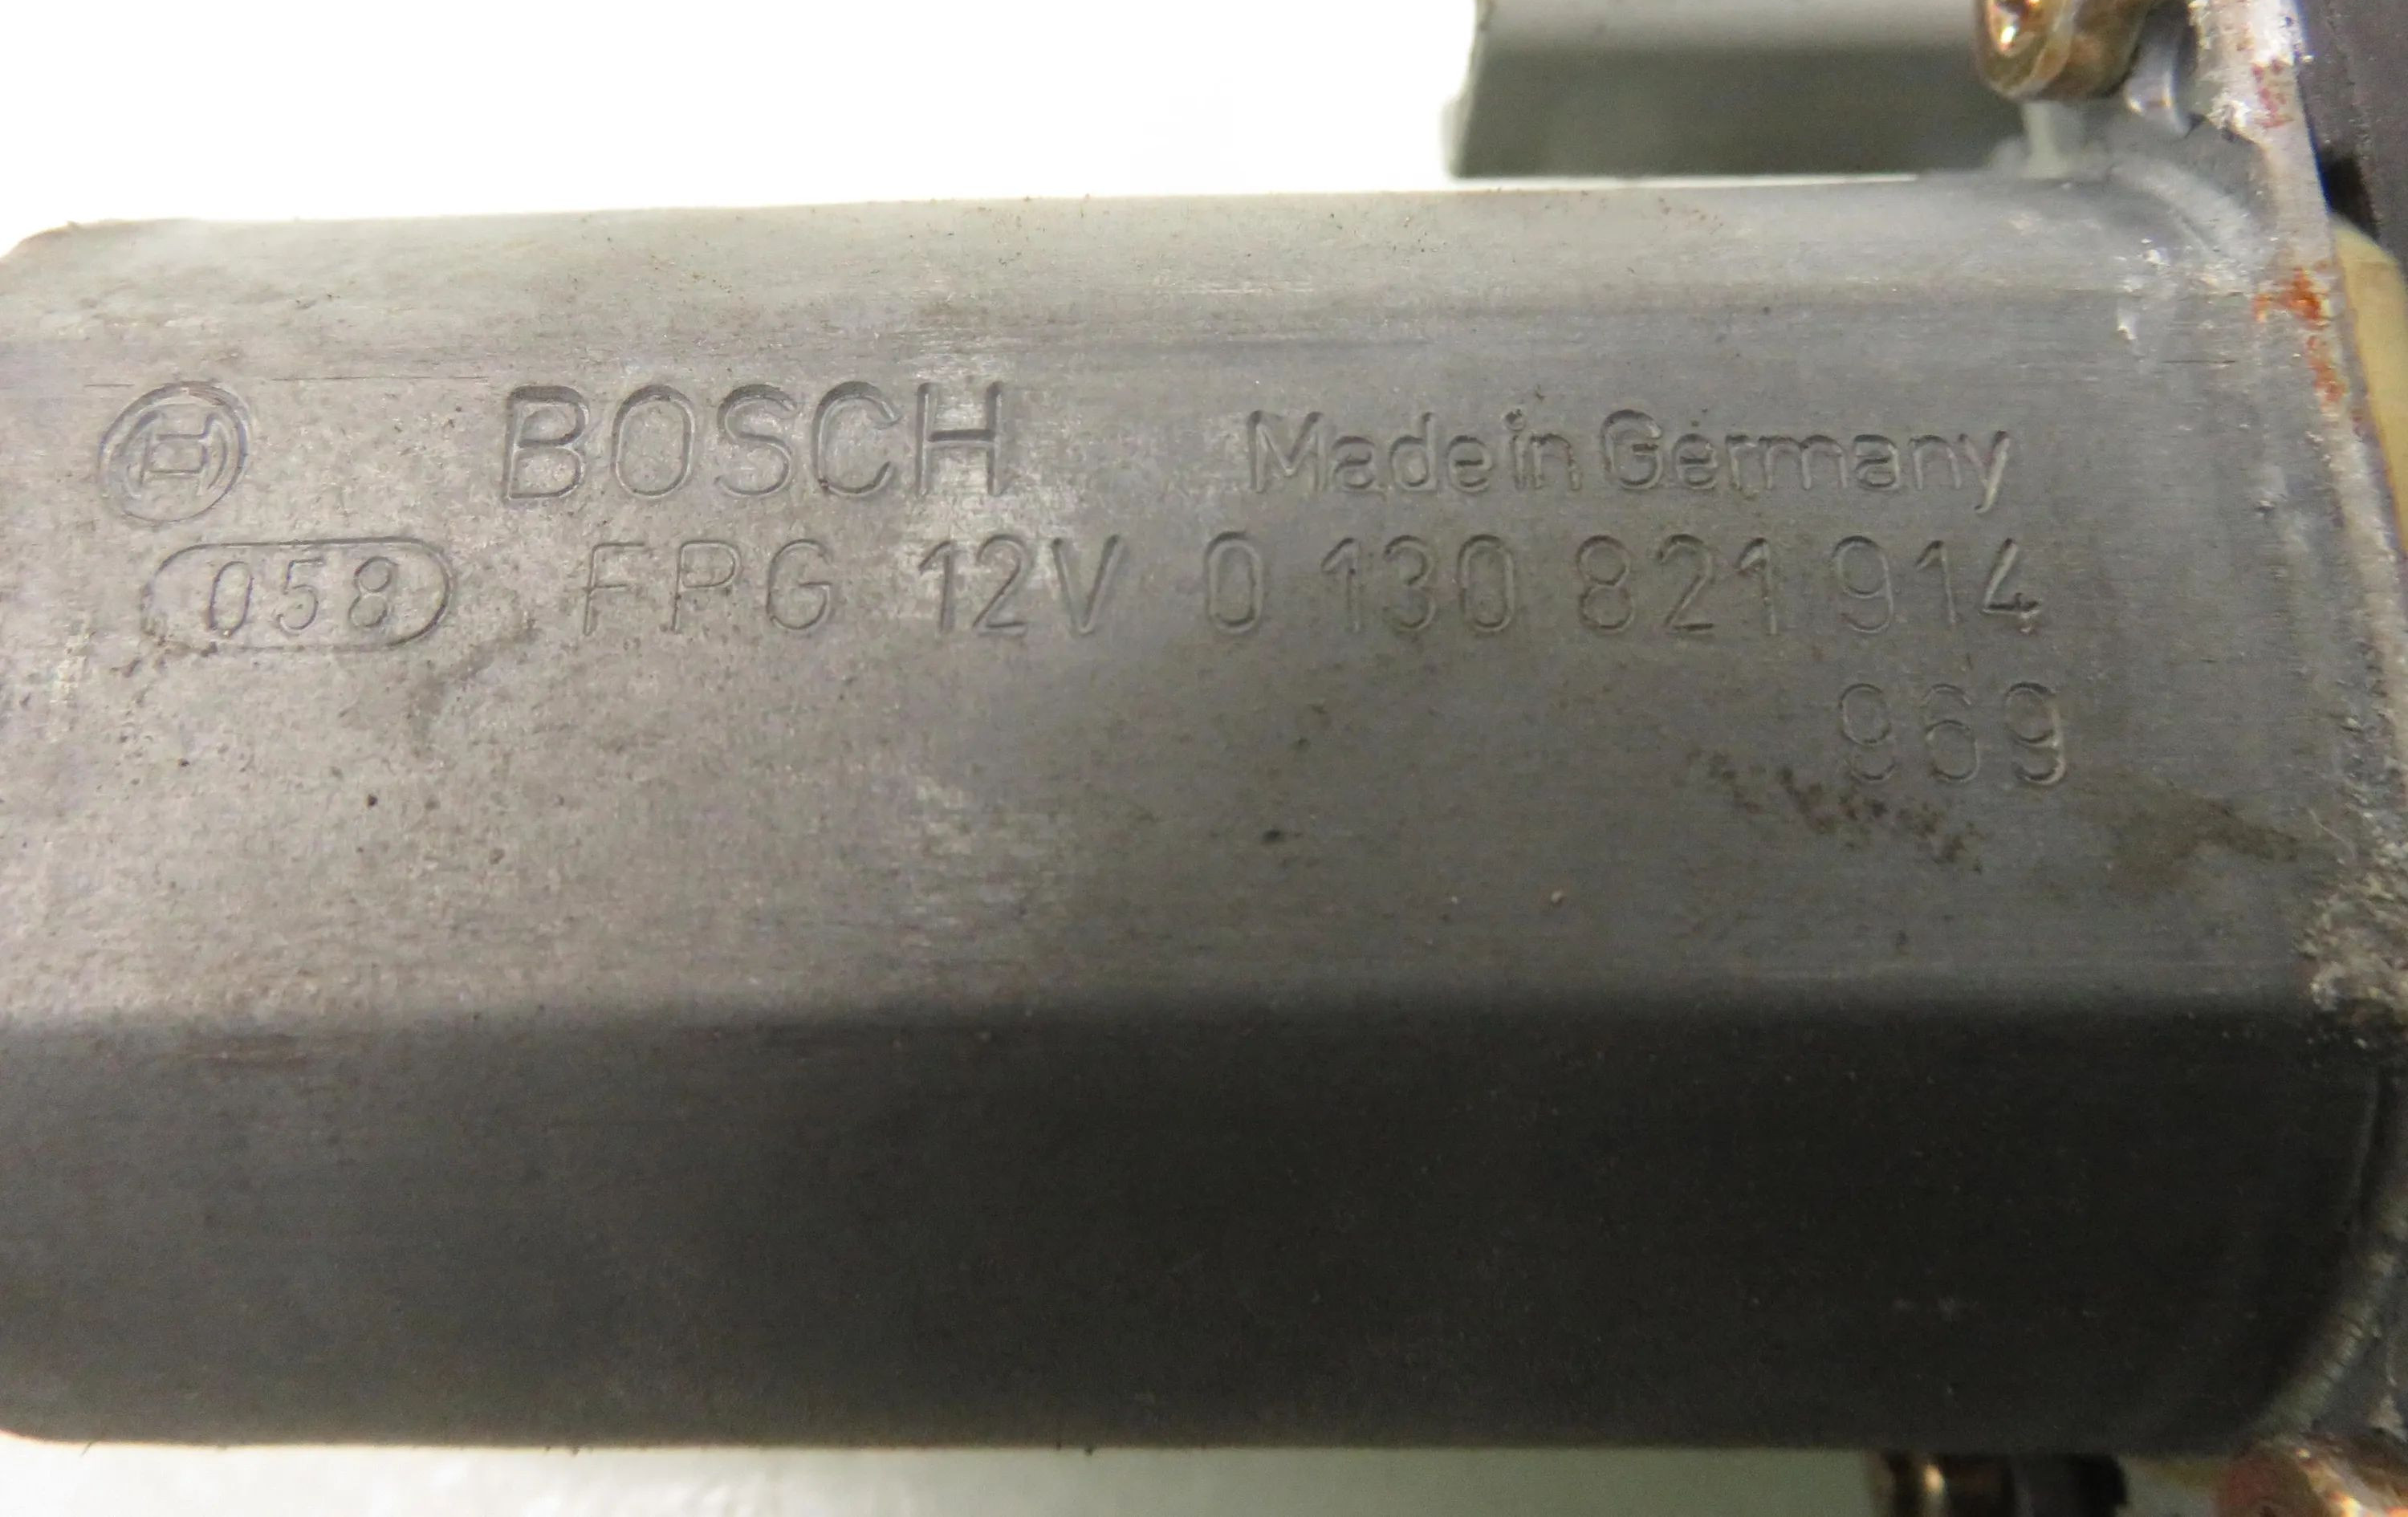 BOSCH Made in Germany
058 FPG 12V 0 130 821 914
969